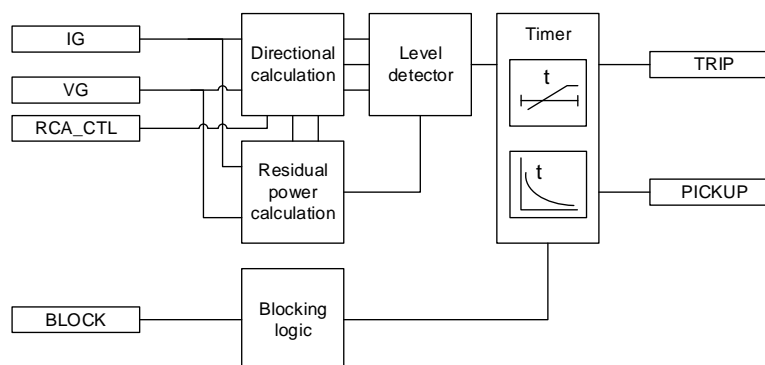 IG
VG
RCA_CTL
BLOCK
Directional
calculation
Residual
power
calculation
Blocking
logic
Level
detector
Timer
t
t
TRIP
PICKUP